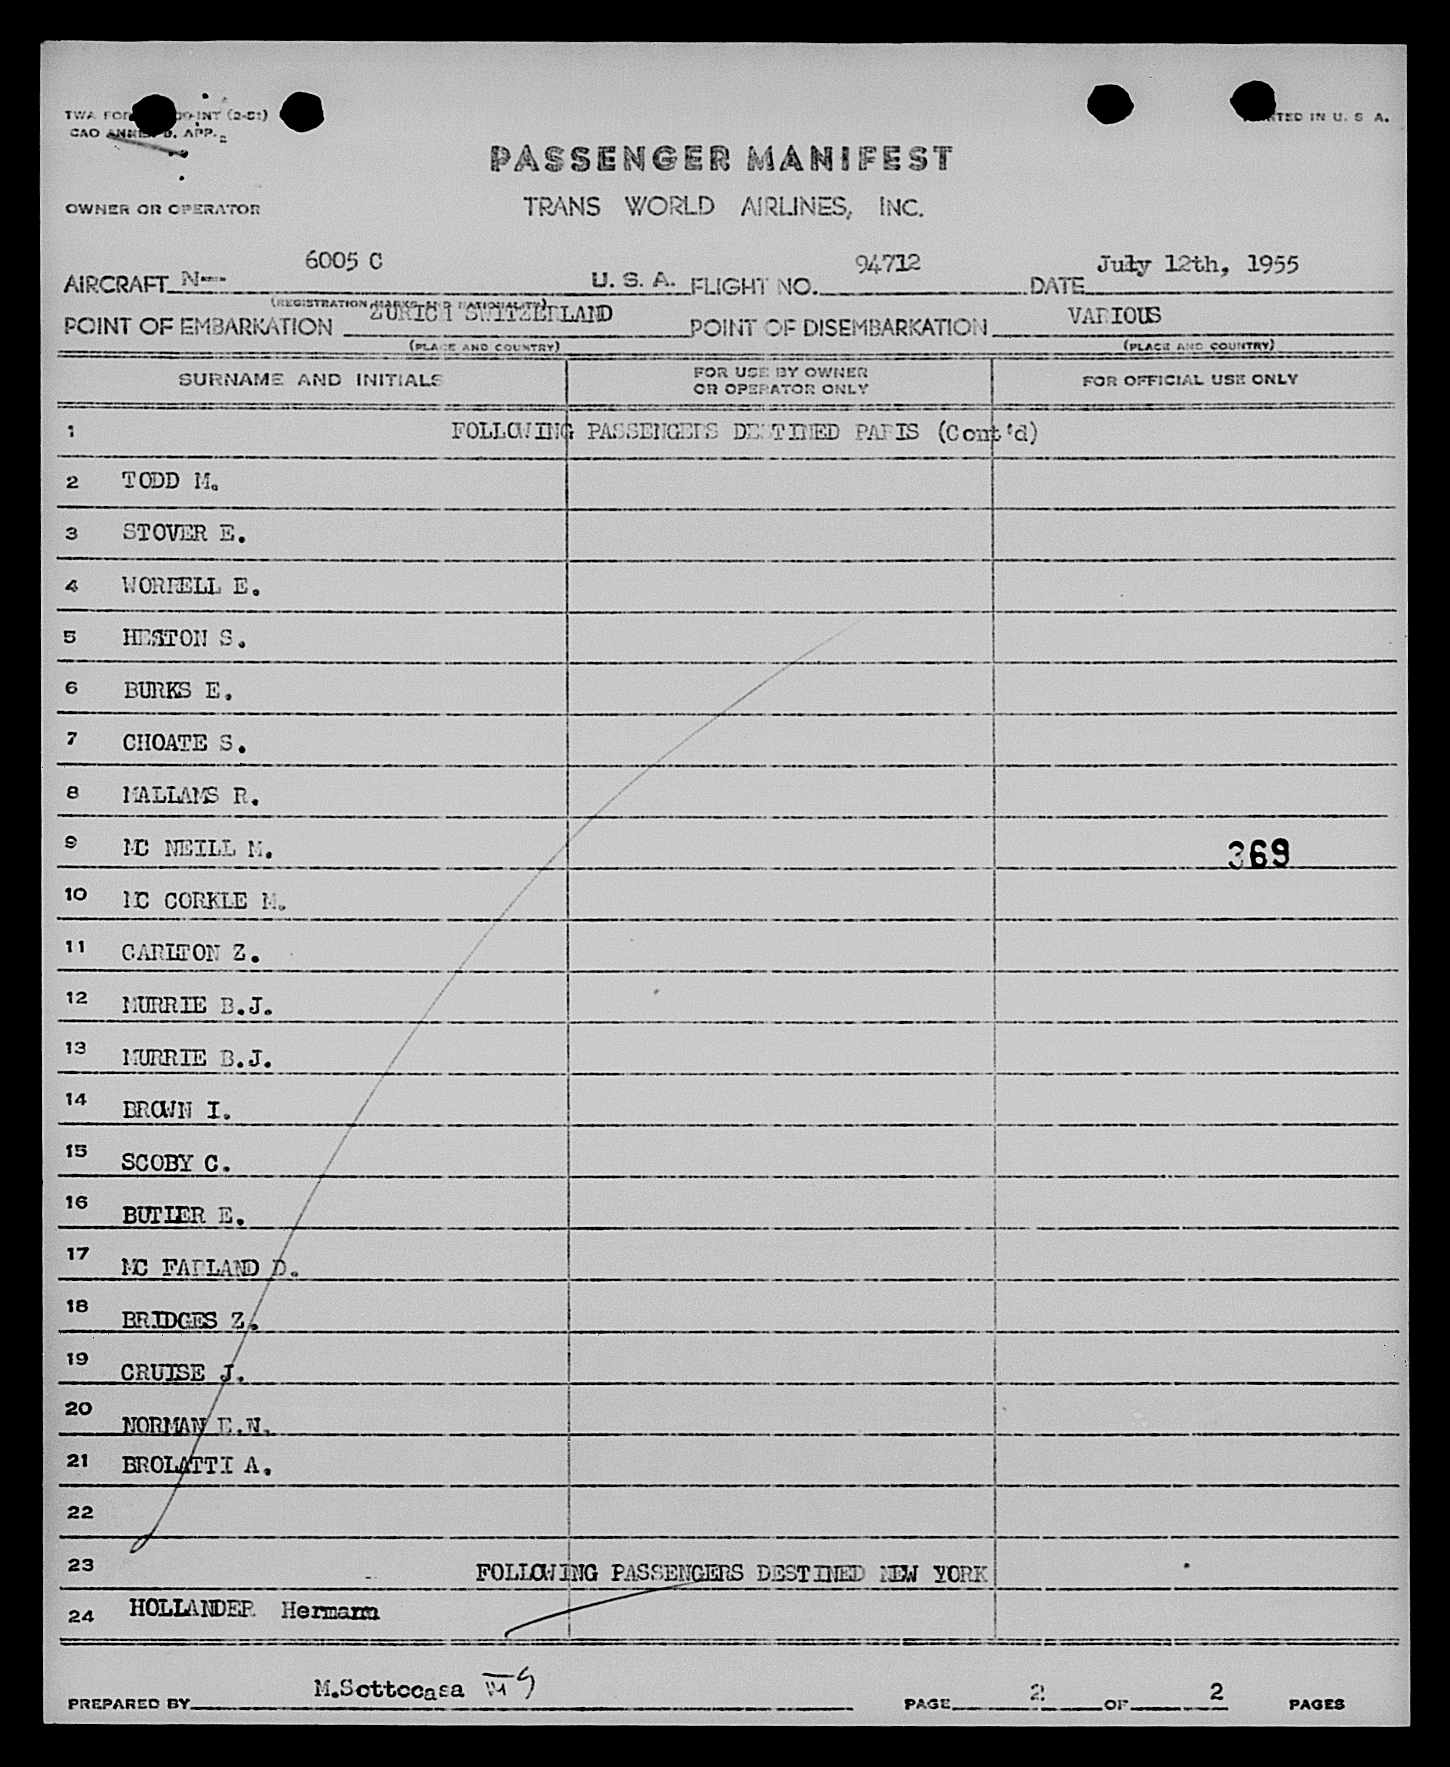 PRINTED IN U. S. A.
CAO ANNEX 9, APP.
PASSENGER MANIFEST
OWNER OR OPERATOR TRANS WORLD AIRLINES, INC.
AIRCRAFT N-- 6005 C U. S. A. FLIGHT NO. 94712 DATE July 12th, 1955
(REGISTRATION MARKS AND NATIONALITY)
POINT OF EMBARKATION ZURICH SWITZERLAND POINT OF DISEMBARKATION VARIOUS
(PLACE AND COUNTRY) (PLACE AND COUNTRY)
SURNAME AND INITIALS FOR USE BY OWNER OR OPERATOR ONLY FOR OFFICIAL USE ONLY
1 FOLLOWING PASSENGERS DESTINED PARIS (Cont'd)
2 TODD M.
3 STOVER E.
4 WORRELL E.
5 HESTON S.
6 BURKS E.
7 CHOATE S.
8 MALLAMS R.
9 MC NEILL M. 369
10 MC CORKLE M.
11 CARLTON Z.
12 MURRIE B.J.
13 MURRIE B.J.
14 BROWN I.
15 SCOBY C.
16 BUTLER E.
17 MC FARLAND D.
18 BRIDGES Z.
19 CRUISE J.
20 NORMAN E.W.
21 BROLATTI A.
22
23 FOLLOWING PASSENGERS DESTINED NEW YORK
24 HOLLANDER Hermann
PREPARED BY M.Sottocasa PAGE 2 OF 2 PAGES